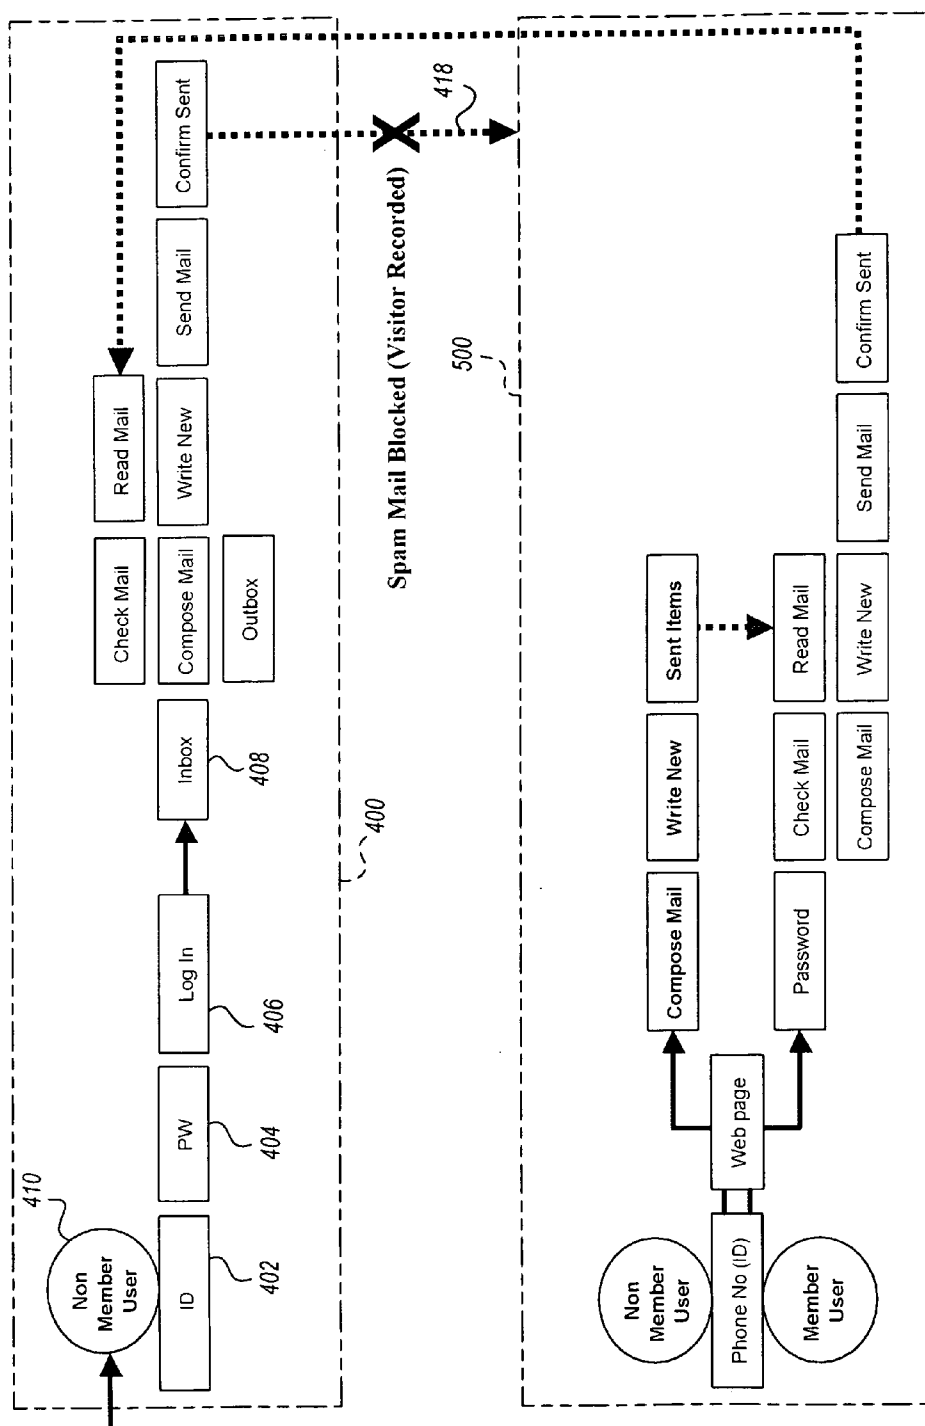 410
Non
Member
User
ID
402
PW
404
Log In
406
Inbox
408
Check Mail
Read Mail
Compose Mail
Write New
Send Mail
Confirm Sent
Outbox
400
Spam Mail Blocked (Visitor Recorded)
418
500
Non
Member
User
Phone No (ID)
Member
User
Web page
Compose Mail
Write New
Sent Items
Password
Check Mail
Read Mail
Compose Mail
Write New
Send Mail
Confirm Sent